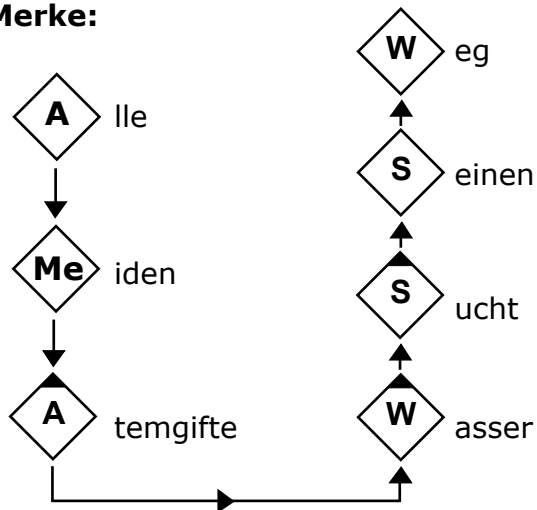 Merke:
A lle
Me iden
A temgifte
W asser
S ucht
S einen
W eg